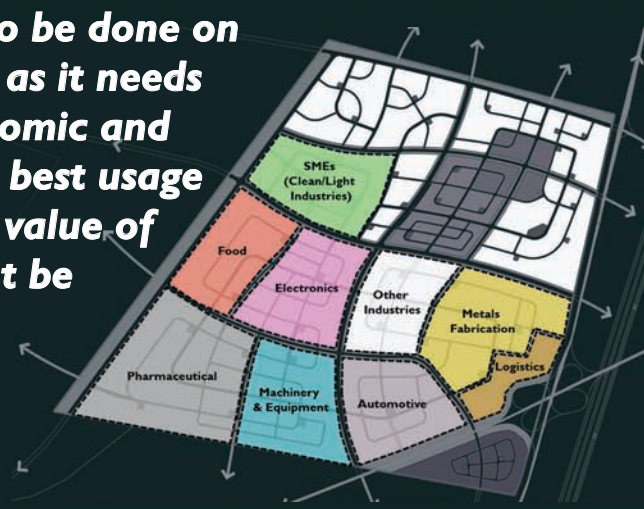 o be done on
as it needs
omic and
best usage
value of
t be
SMEs
(Clean/Light
Industries)
Food
Electronics
Other
Industries
Metals
Fabrication
Logistics
Pharmaceutical
Machinery
& Equipment
Automotive